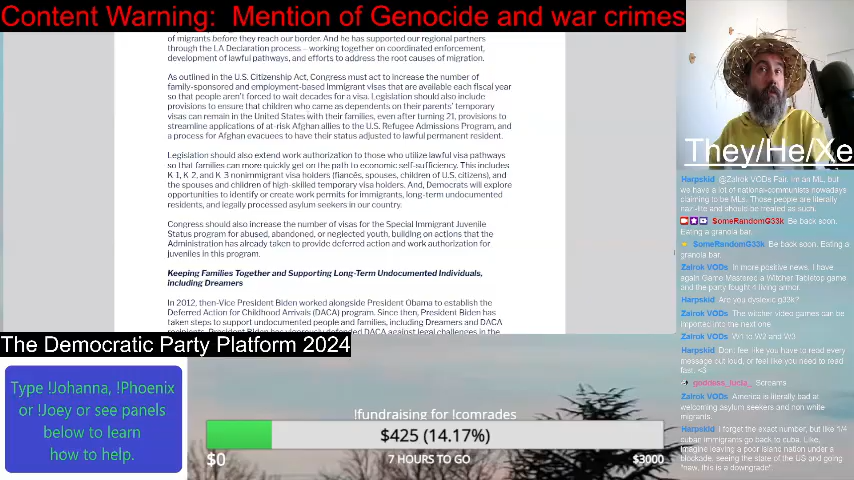 Content Warning: Mention of Genocide and war crimes
of migrants before they reach our border. And he has supported our regional partners
through the LA Declaration process – working together on coordinated enforcement,
development of lawful pathways, and efforts to address the root causes of migration.
As outlined in the U.S. Citizenship Act, Congress must act to increase the number of
family-sponsored and employment-based immigrant visas that are available each fiscal year
so that people aren't forced to wait decades for a visa. Legislation should also include
provisions to ensure that children who came as dependents on their parents' temporary
visas can remain in the United States with their families, even after turning 21, provisions to
streamline applications of at-risk Afghan allies to the U.S. Refugee Admissions Program, and
a process for Afghan evacuees to have their status adjusted to lawful permanent resident.
Legislation should also extend work authorization to those who utilize lawful visa pathways
so that families can more quickly get on the path to economic self-sufficiency. This includes
K-1, K-2, and K-3 nonimmigrant visa holders (fiancés, spouses, children of U.S. citizens), and
the spouses and children of high-skilled temporary visa holders. And, Democrats will explore
opportunities to identify or create work permits for immigrants, long-term undocumented
residents, and legally processed asylum seekers in our country.
Congress should also increase the number of visas for the Special Immigrant Juvenile
Status program for abused, abandoned, or neglected youth, building on actions that the
Administration has already taken to provide deferred action and work authorization for
juveniles in this program.
Keeping Families Together and Supporting Long-Term Undocumented Individuals,
including Dreamers
In 2012, then-Vice President Biden worked alongside President Obama to establish the
Deferred Action for Childhood Arrivals (DACA) program. Since then, President Biden has
taken steps to support undocumented people and families, including Dreamers and DACA
recipients. President Biden has vigorously defended DACA against legal challenges in the
The Democratic Party Platform 2024
They/He/Xe
Harpskid @Zairok VODs Fair. Im an ML, but
we have a lot of national-communists nowadays
claiming to be MLs. Those people are literally
nazi-lite and should be treated as such.
SomeRandomG33k Be back soon.
Eating a granola bar.
SomeRandomG33k Be back soon. Eating a
granola bar.
Zairok VODs In more positive news, I have
again Game Mastered a Witcher Tabletop game
and the party fought 4 living armor.
Harpskid Are you dyslexic g33k?
Zairok VODs The witcher video games can be
imported into the next one
Zairok VODs W1 to W2 and W3
Harpskid Don't feel like you have to read every
message out loud, or feel like you need to read
fast. <3
goddess_lucia_ Screams
Zairok VODs America is literally bad at
welcoming asylum seekers and non white
migrants.
Harpskid I forget the exact number, but like 1/4
cuban immigrants go back to cuba. Like,
imagine leaving a poor island nation under a
blockade, seeing the state of the US and going
"naw, this is a downgrade"
Type !Johanna, !Phoenix
or !Joey or see panels
below to learn
how to help.
!fundraising for !comrades
$425 (14.17%)
$0
7 HOURS TO GO
$3000